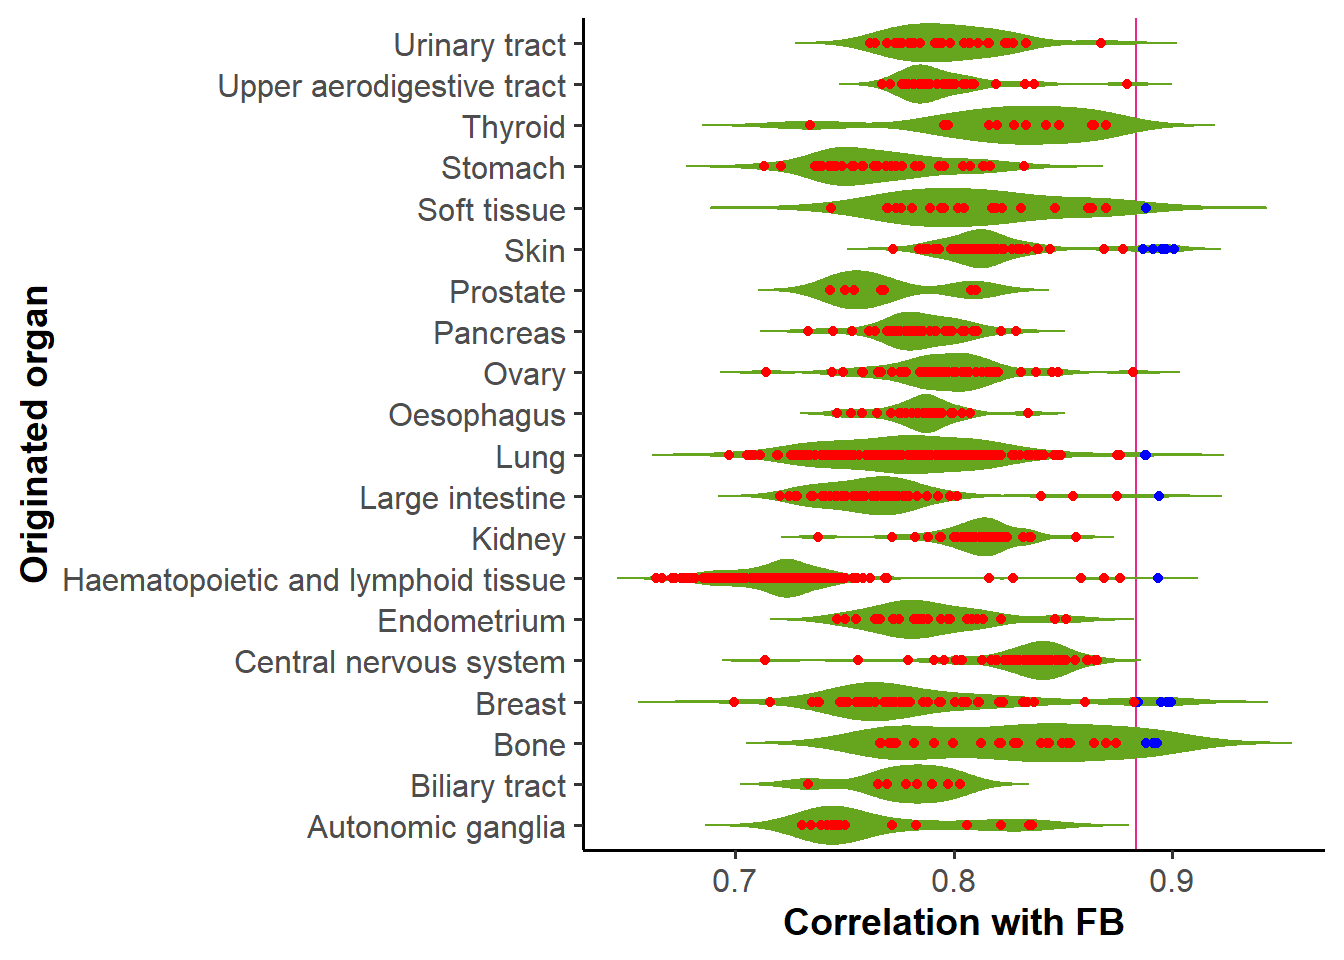 Originated organ
Urinary tract
Upper aerodigestive tract
Thyroid
Stomach
Soft tissue
Skin
Prostate
Pancreas
Ovary
Oesophagus
Lung
Large intestine
Kidney
Haematopoietic and lymphoid tissue
Endometrium
Central nervous system
Breast
Bone
Biliary tract
Autonomic ganglia
0.7 0.8 0.9
Correlation with FB